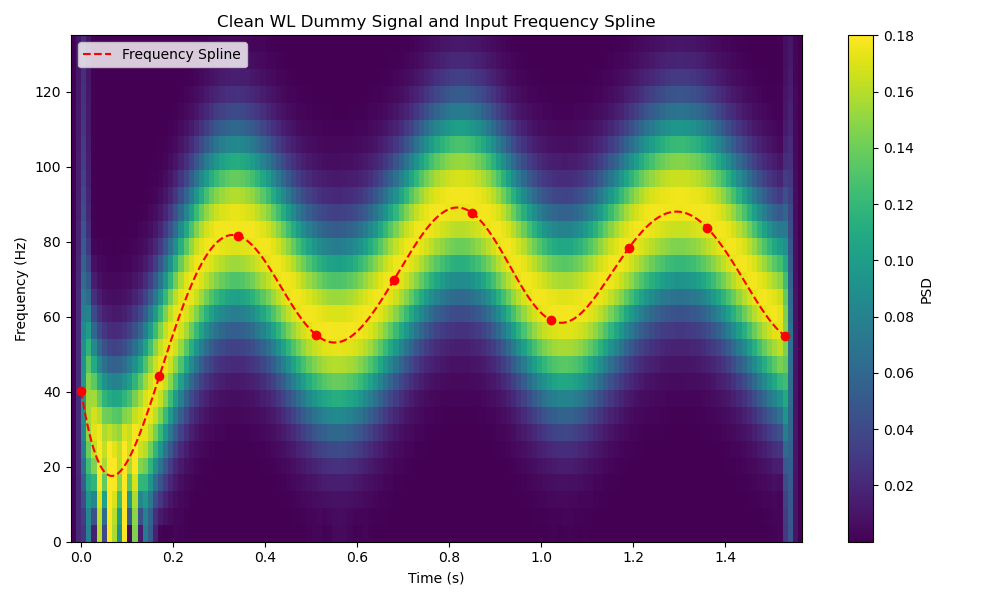 Clean WL Dummy Signal and Input Frequency Spline
Frequency Spline
Frequency (Hz)
120
100
80
60
40
20
0
0.0 0.2 0.4 0.6 0.8 1.0 1.2 1.4
Time (s)
0.18
0.16
0.14
0.12
0.10
0.08
0.06
0.04
0.02
PSD